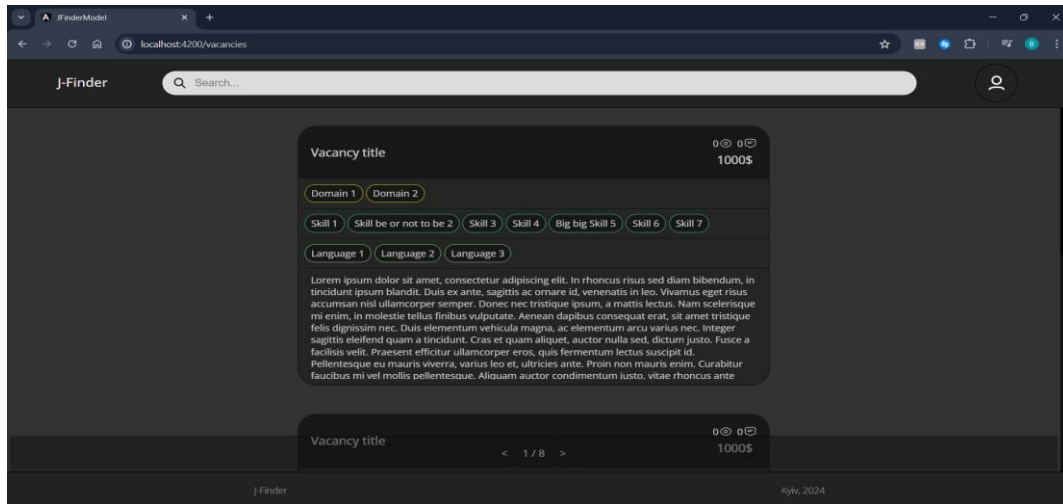 JFinderModel
localhost:4200/vacancies
J-Finder
Search...
Vacancy title
0 0
1000$
Domain 1 Domain 2
Skill 1 Skill be or not to be 2 Skill 3 Skill 4 Big big Skill 5 Skill 6 Skill 7
Language 1 Language 2 Language 3
Lorem ipsum dolor sit amet, consectetur adipiscing elit. In rhoncus risus sed diam bibendum, in
tincidunt ipsum blandit. Duis ex ante, sagittis ac ornare id, venenatis in leo. Vivamus eget risus
accumsan nisl ullamcorper semper. Donec nec tristique ipsum, a mattis lectus. Nam scelerisque
mi enim, in molestie tellus finibus vulputate. Aenean dapibus consequat erat, sit amet tristique
felis dignissim nec. Duis elementum vehicula magna, ac elementum arcu varius nec. Integer
sagittis eleifend quam a tincidunt. Cras et quam aliquet, auctor nulla sed, dictum justo. Fusce a
facilisis velit. Praesent efficitur ullamcorper eros, quis fermentum lectus suscipit id.
Pellentesque eu mauris viverra, varius leo et, ultricies ante. Proin non mauris enim. Curabitur
faucibus mi vel mollis pellentesque. Aliquam auctor condimentum justo, vitae rhoncus ante
Vacancy title
0 0
1000$
< 1 / 8 >
J-Finder
Kyiv, 2024